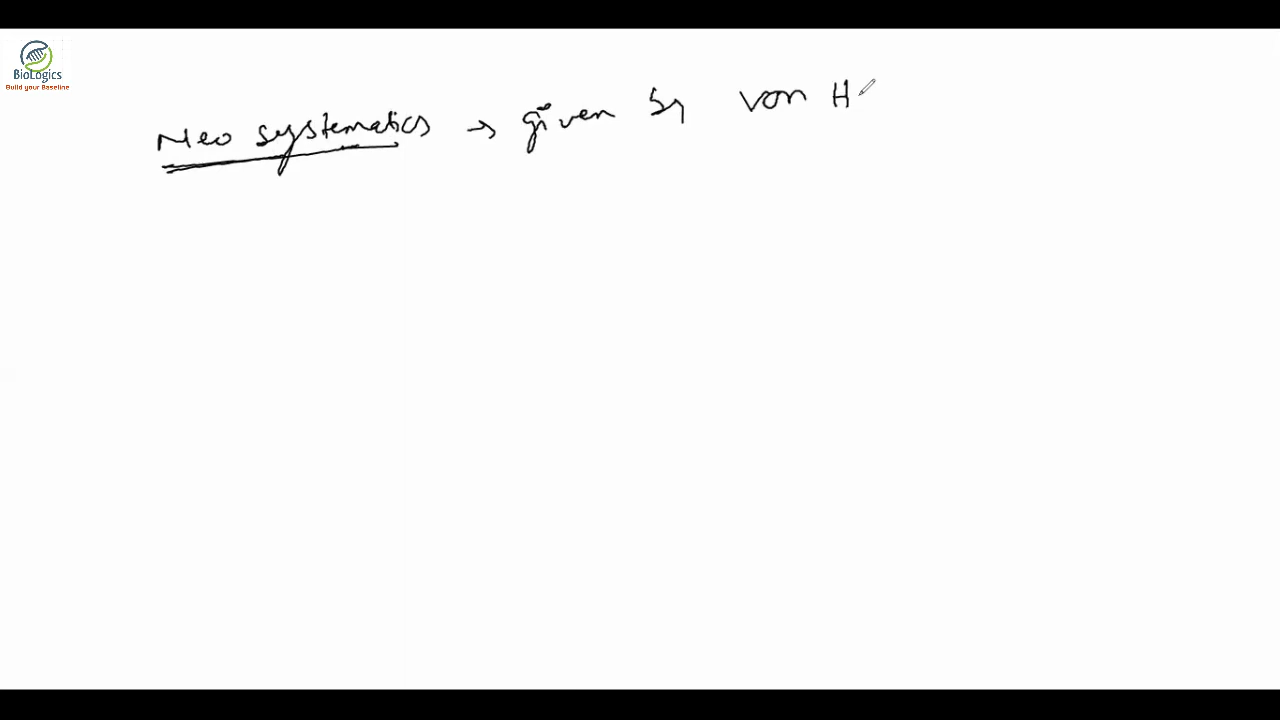 BioLogics
Build your Baseline
Neo systematics → given by von H